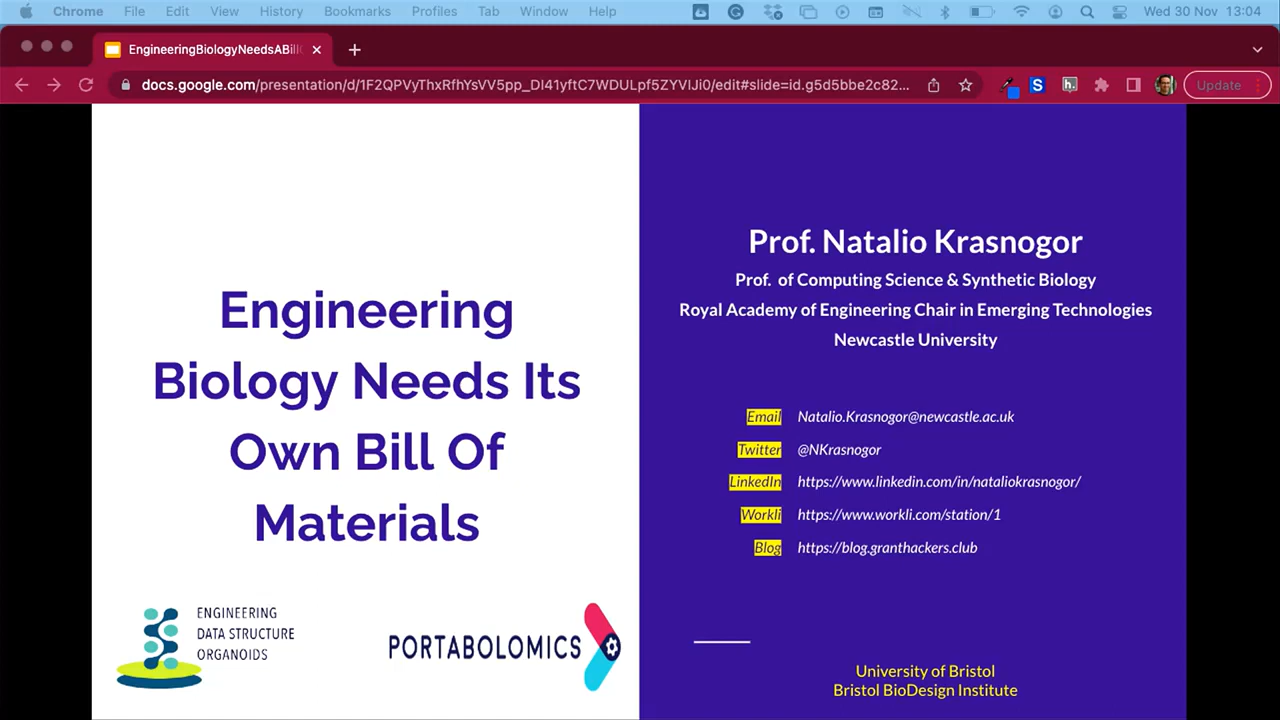 Chrome File Edit View History Bookmarks Profiles Tab Window Help Wed 30 Nov 13:04
EngineeringBiologyNeedsABill
docs.google.com/presentation/d/1F2QPVyThxRfhYsVV5pp_DI41yftC7WDULpf5ZYVIJi0/edit#slide=id.g5d5bbe2c82... Update
Engineering
Biology Needs Its
Own Bill Of
Materials
ENGINEERING
DATA STRUCTURE
ORGANOIDS
PORTABOLOMICS
Prof. Natalio Krasnogor
Prof. of Computing Science & Synthetic Biology
Royal Academy of Engineering Chair in Emerging Technologies
Newcastle University
Email Natalio.Krasnogor@newcastle.ac.uk
Twitter @NKrasnogor
LinkedIn https://www.linkedin.com/in/nataliokrasnogor/
Workli https://www.workli.com/station/1
Blog https://blog.granthackers.club
University of Bristol
Bristol BioDesign Institute